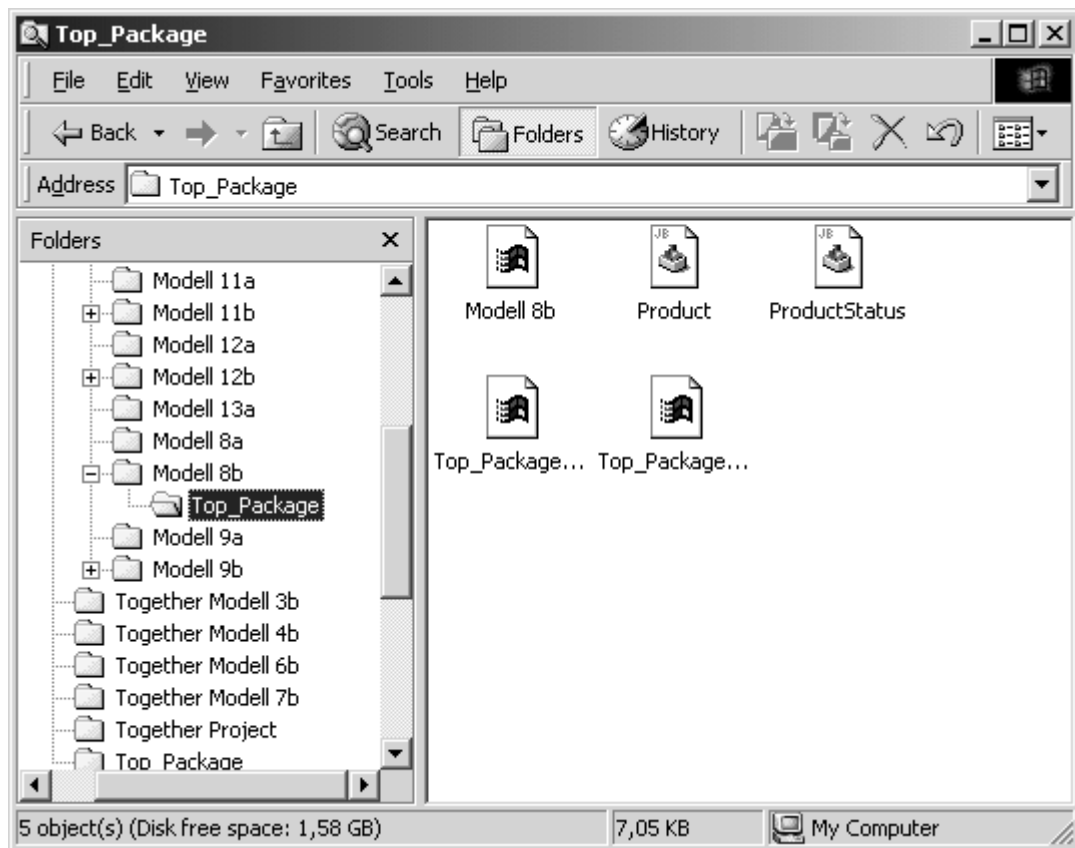 Top_Package
File Edit View Favorites Tools Help
Back Search Folders History
Address Top_Package
Folders
Modell 11a
Modell 11b
Modell 12a
Modell 12b
Modell 13a
Modell 8a
Modell 8b
Top_Package
Modell 9a
Modell 9b
Together Modell 3b
Together Modell 4b
Together Modell 6b
Together Modell 7b
Together Project
Top_Package
JB JB
Modell 8b Product ProductStatus
Top_Package... Top_Package...
5 object(s) (Disk free space: 1,58 GB) 7,05 KB My Computer